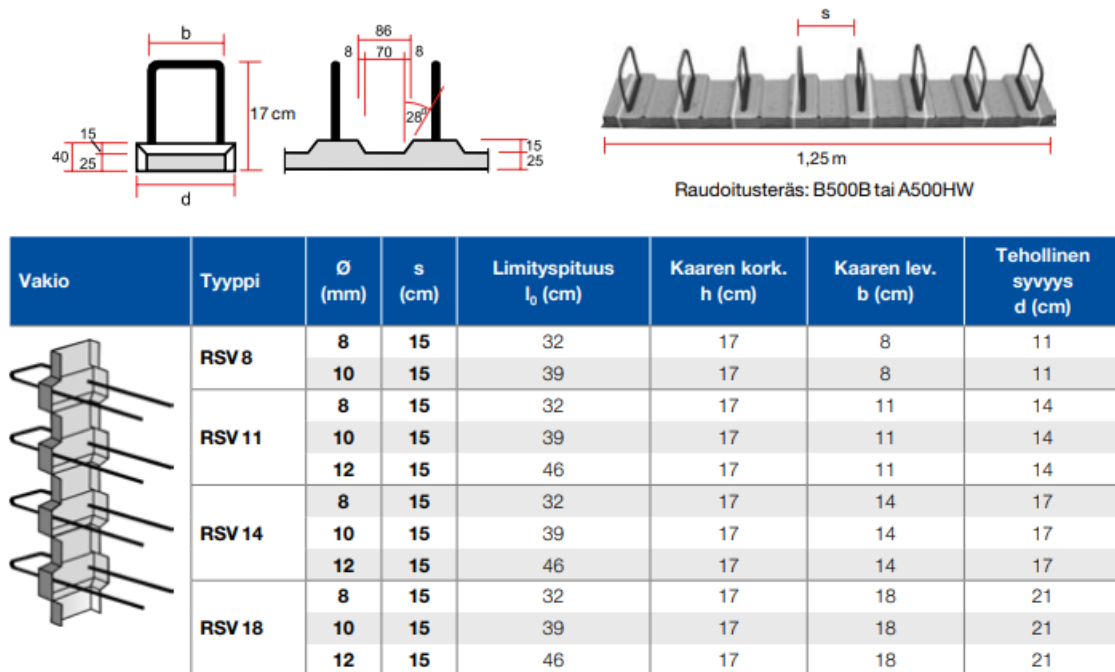 b
86
8 70 8
17 cm
28°
15
40
25
15
25
d
s
1,25 m
Raudoitusteräs: B500B tai A500HW
Vakio Tyyppi Ø (mm) s (cm) Limityspituus l₀ (cm) Kaaren kork. h (cm) Kaaren lev. b (cm) Tehollinen syvyys d (cm)
RSV 8 8 15 32 17 8 11
10 15 39 17 8 11
RSV 11 8 15 32 17 11 14
10 15 39 17 11 14
12 15 46 17 11 14
RSV 14 8 15 32 17 14 17
10 15 39 17 14 17
12 15 46 17 14 17
RSV 18 8 15 32 17 18 21
10 15 39 17 18 21
12 15 46 17 18 21